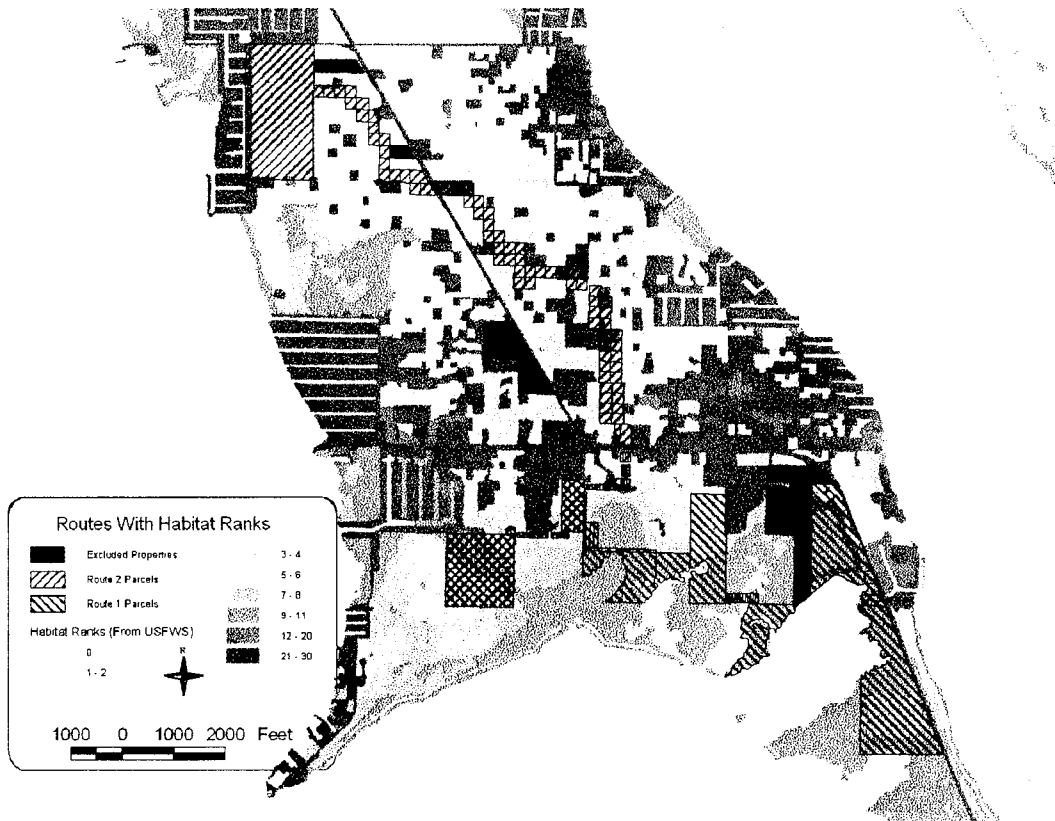 Routes With Habitat Ranks
Excluded Properties
Route 2 Parcels
Route 1 Parcels
Habitat Ranks (From USFWS)
0
1 - 2
3 - 4
5 - 6
7 - 8
9 - 11
12 - 20
21 - 30
N
1000 0 1000 2000 Feet